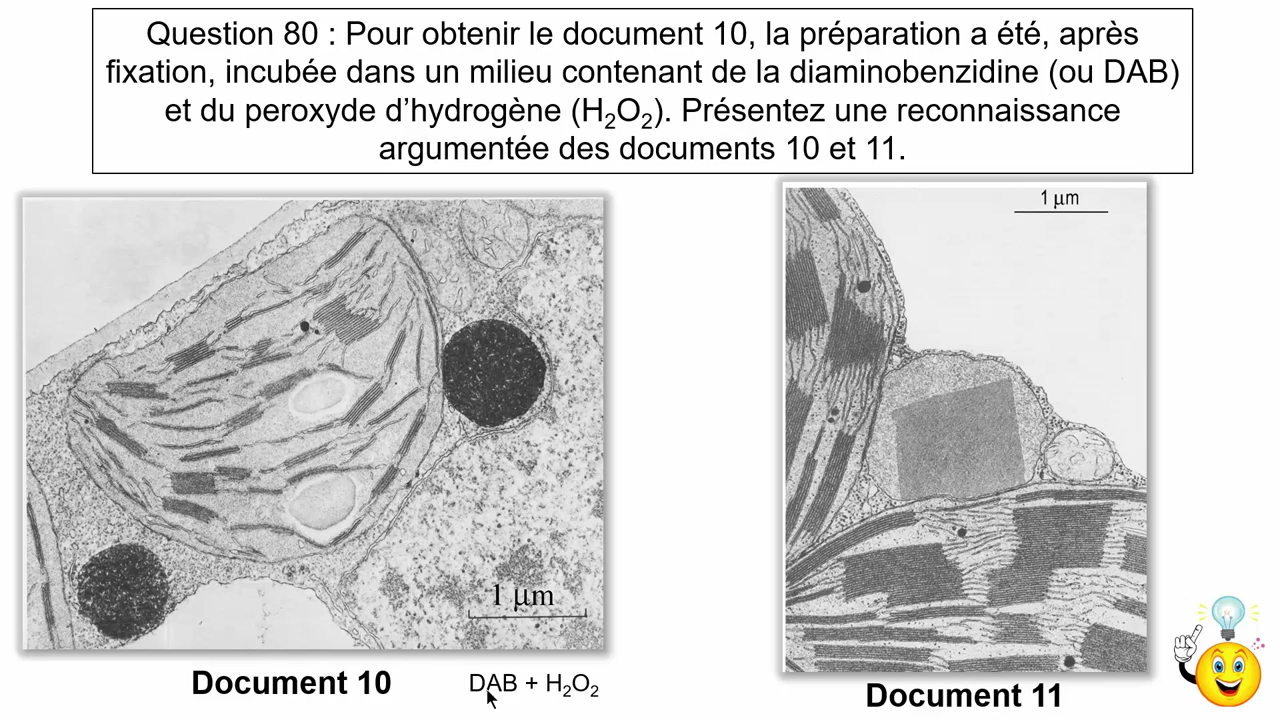 Question 80 : Pour obtenir le document 10, la préparation a été, après
fixation, incubée dans un milieu contenant de la diaminobenzidine (ou DAB)
et du peroxyde d’hydrogène (H₂O₂). Présentez une reconnaissance
argumentée des documents 10 et 11.
1 µm
1 µm
Document 10
DAB + H₂O₂
Document 11